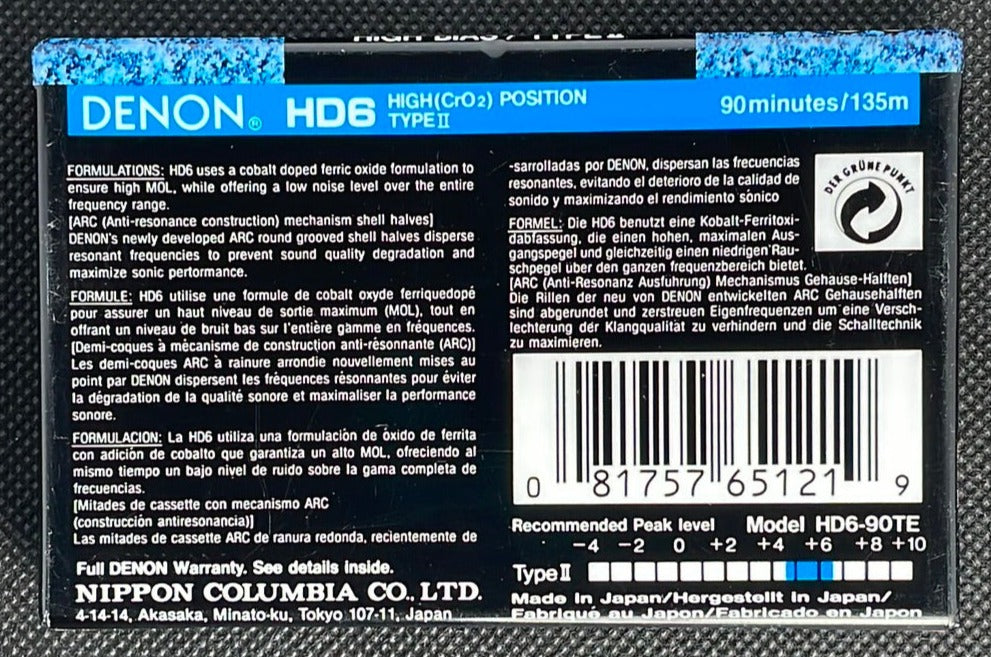 HIGH BIAS / TYPE II
DENON® HD6 HIGH(CrO2) POSITION
TYPE II
90minutes/135m
FORMULATIONS: HD6 uses a cobalt doped ferric oxide formulation to
ensure high MOL, while offering a low noise level over the entire
frequency range.
[ARC (Anti-resonance construction) mechanism shell halves]
DENON's newly developed ARC round grooved shell halves disperse
resonant frequencies to prevent sound quality degradation and
maximize sonic performance.
FORMULE: HD6 utilise une formule de cobalt oxyde ferriquedopé
pour assurer un haut niveau de sortie maximum (MOL), tout en
offrant un niveau de bruit bas sur l'entière gamme en fréquences.
[Demi-coques à mécanisme de construction anti-résonnante (ARC)]
Les demi-coques ARC à rainure arrondie nouvellement mises au
point par DENON dispersent les fréquences résonnantes pour éviter
la dégradation de la qualité sonore et maximaliser la performance
sonore.
FORMULACION: La HD6 utiliza una formulación de óxido de ferrita
con adición de cobalto que garantiza un alto MOL, ofreciendo al
mismo tiempo un bajo nivel de ruido sobre la gama completa de
frecuencias.
[Mitades de cassette con mecanismo ARC
(construcción antiresonancia)]
Las mitades de cassette ARC de ranura redonda, recientemente de
Full DENON Warranty. See details inside.
NIPPON COLUMBIA CO., LTD.
4-14-14, Akasaka, Minato-ku, Tokyo 107-11, Japan
-sarrolladas por DENON, dispersan las frecuencias
resonantes, evitando el deterioro de la calidad de
sonido y maximizando el rendimiento sónico
DER GRÜNE PUNKT
FORMEL: Die HD6 benutzt eine Kobalt-Ferritoxi-
dabfassung, die einen hohen, maximalen Aus-
gangspegel und gleichzeitig einen niedrigen Rau-
schpegel über den ganzen frequenzbereich bietet.
[ARC (Anti-Resonanz Ausfuhrung) Mechanismus Gehause-Hälften]
Die Rillen der neu von DENON entwickelten ARC Gehausehälften
sind abgerundet und zerstreuen Eigenfrequenzen um eine Versch-
lechterung der Klangqualität zu verhindern und die Schalltechnik
zu maximieren.
0 81757 65121 9
Recommended Peak level Model HD6-90TE
-4 -2 0 +2 +4 +6 +8 +10
Type II
Made in Japan/Hergestellt in Japan/
Fabriqué au Japon/Fabricado en Japon